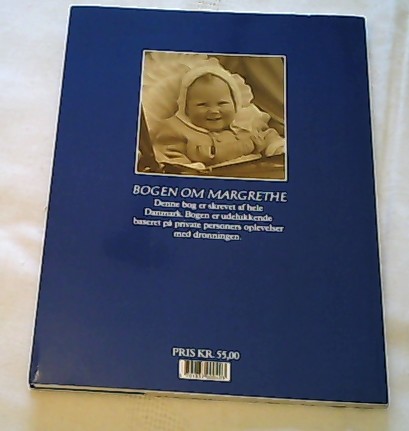 BOGEN OM MARGRETHE
Denne bog er skrevet af hele
Danmark. Bogen er udelukkende
baseret på private personers oplevelser
med dronningen.
PRIS KR. 55,00